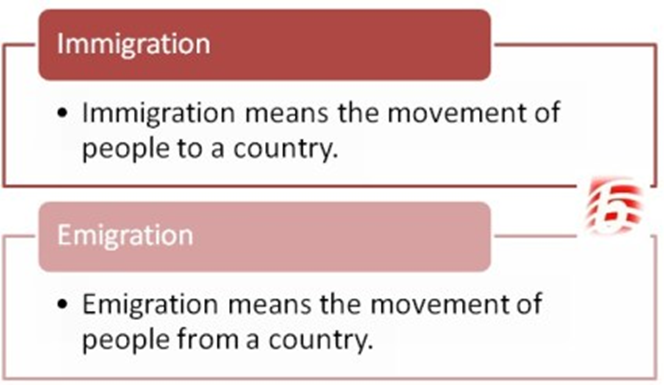 Immigration
• Immigration means the movement of
people to a country.
Emigration
• Emigration means the movement of
people from a country.